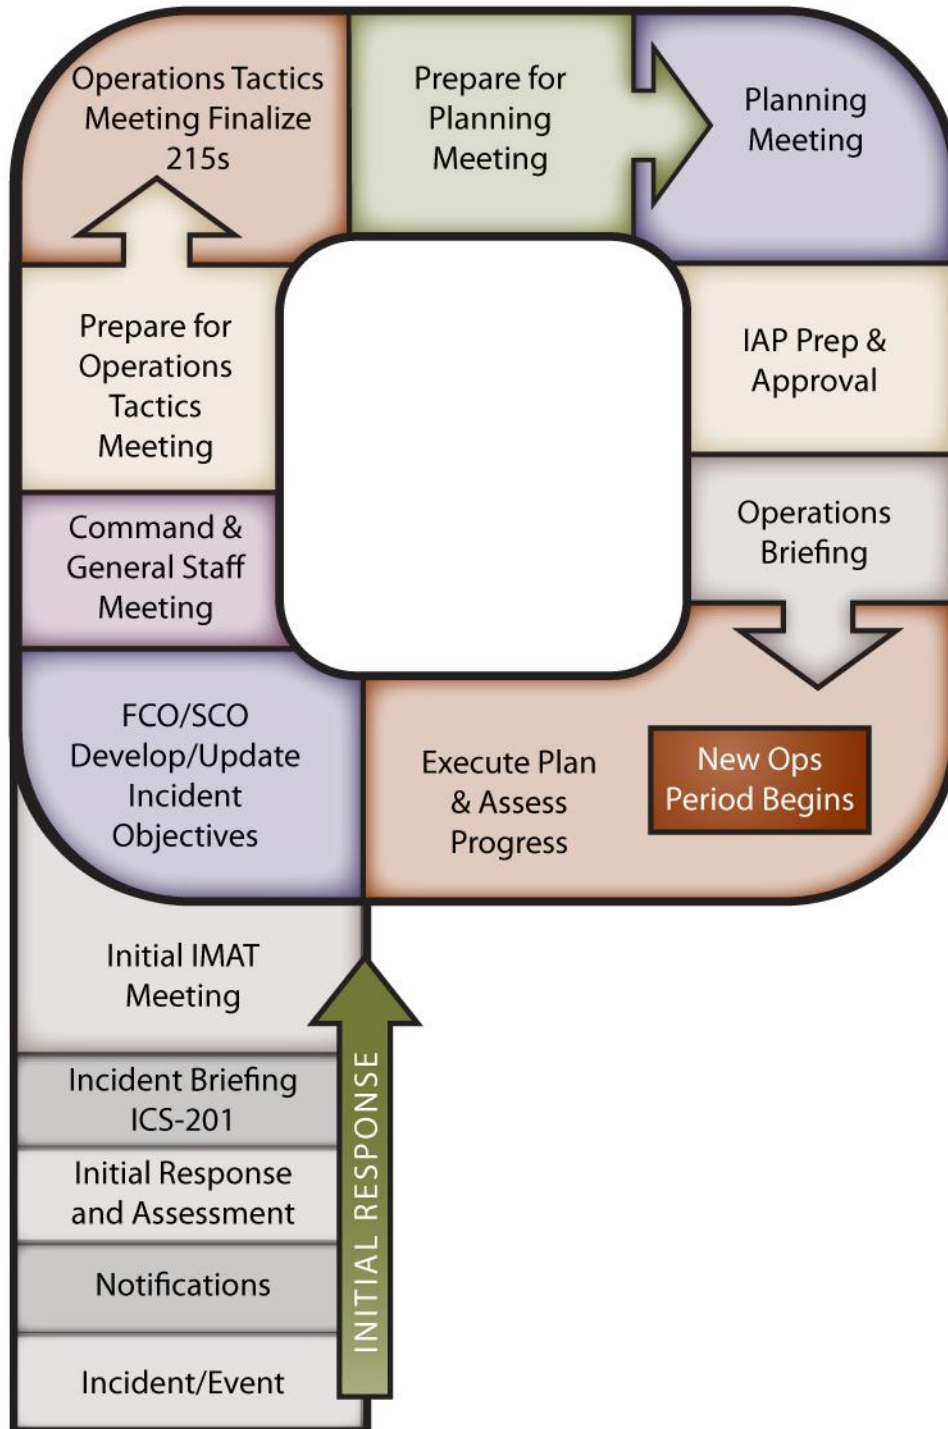 Operations Tactics
Meeting Finalize
215s
Prepare for
Planning
Meeting
Planning
Meeting
Prepare for
Operations
Tactics
Meeting
IAP Prep &
Approval
Command &
General Staff
Meeting
Operations
Briefing
FCO/SCO
Develop/Update
Incident
Objectives
Execute Plan
& Assess
Progress
New Ops
Period Begins
Initial IMAT
Meeting
Incident Briefing
ICS-201
Initial Response
and Assessment
Notifications
Incident/Event
INITIAL RESPONSE